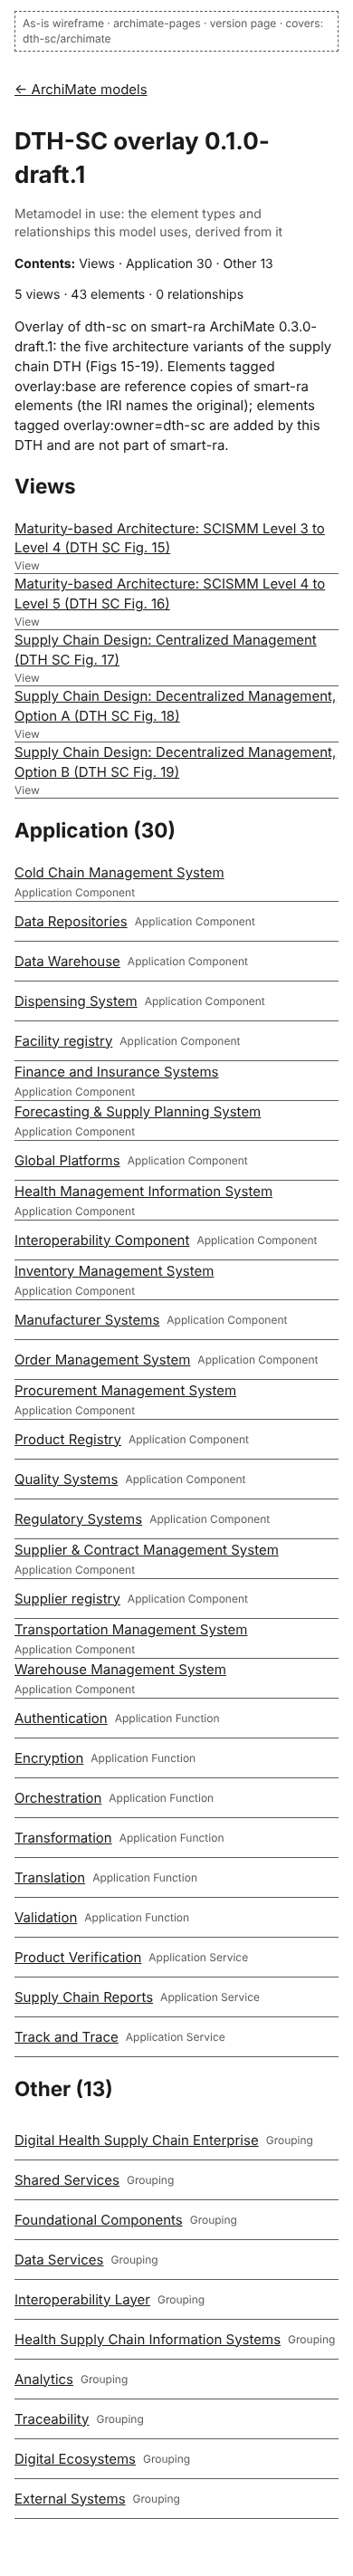 As-is wireframe · archimate-pages · version page · covers:
dth-sc/archimate
← ArchiMate models
DTH-SC overlay 0.1.0-
draft.1
Metamodel in use: the element types and
relationships this model uses, derived from it
Contents: Views · Application 30 · Other 13
5 views · 43 elements · 0 relationships
Overlay of dth-sc on smart-ra ArchiMate 0.3.0-
draft.1: the five architecture variants of the supply
chain DTH (Figs 15-19). Elements tagged
overlay:base are reference copies of smart-ra
elements (the IRI names the original); elements
tagged overlay:owner=dth-sc are added by this
DTH and are not part of smart-ra.
Views
Maturity-based Architecture: SCISMM Level 3 to
Level 4 (DTH SC Fig. 15)
View
Maturity-based Architecture: SCISMM Level 4 to
Level 5 (DTH SC Fig. 16)
View
Supply Chain Design: Centralized Management
(DTH SC Fig. 17)
View
Supply Chain Design: Decentralized Management,
Option A (DTH SC Fig. 18)
View
Supply Chain Design: Decentralized Management,
Option B (DTH SC Fig. 19)
View
Application (30)
Cold Chain Management System
Application Component
Data Repositories Application Component
Data Warehouse Application Component
Dispensing System Application Component
Facility registry Application Component
Finance and Insurance Systems
Application Component
Forecasting & Supply Planning System
Application Component
Global Platforms Application Component
Health Management Information System
Application Component
Interoperability Component Application Component
Inventory Management System
Application Component
Manufacturer Systems Application Component
Order Management System Application Component
Procurement Management System
Application Component
Product Registry Application Component
Quality Systems Application Component
Regulatory Systems Application Component
Supplier & Contract Management System
Application Component
Supplier registry Application Component
Transportation Management System
Application Component
Warehouse Management System
Application Component
Authentication Application Function
Encryption Application Function
Orchestration Application Function
Transformation Application Function
Translation Application Function
Validation Application Function
Product Verification Application Service
Supply Chain Reports Application Service
Track and Trace Application Service
Other (13)
Digital Health Supply Chain Enterprise Grouping
Shared Services Grouping
Foundational Components Grouping
Data Services Grouping
Interoperability Layer Grouping
Health Supply Chain Information Systems Grouping
Analytics Grouping
Traceability Grouping
Digital Ecosystems Grouping
External Systems Grouping